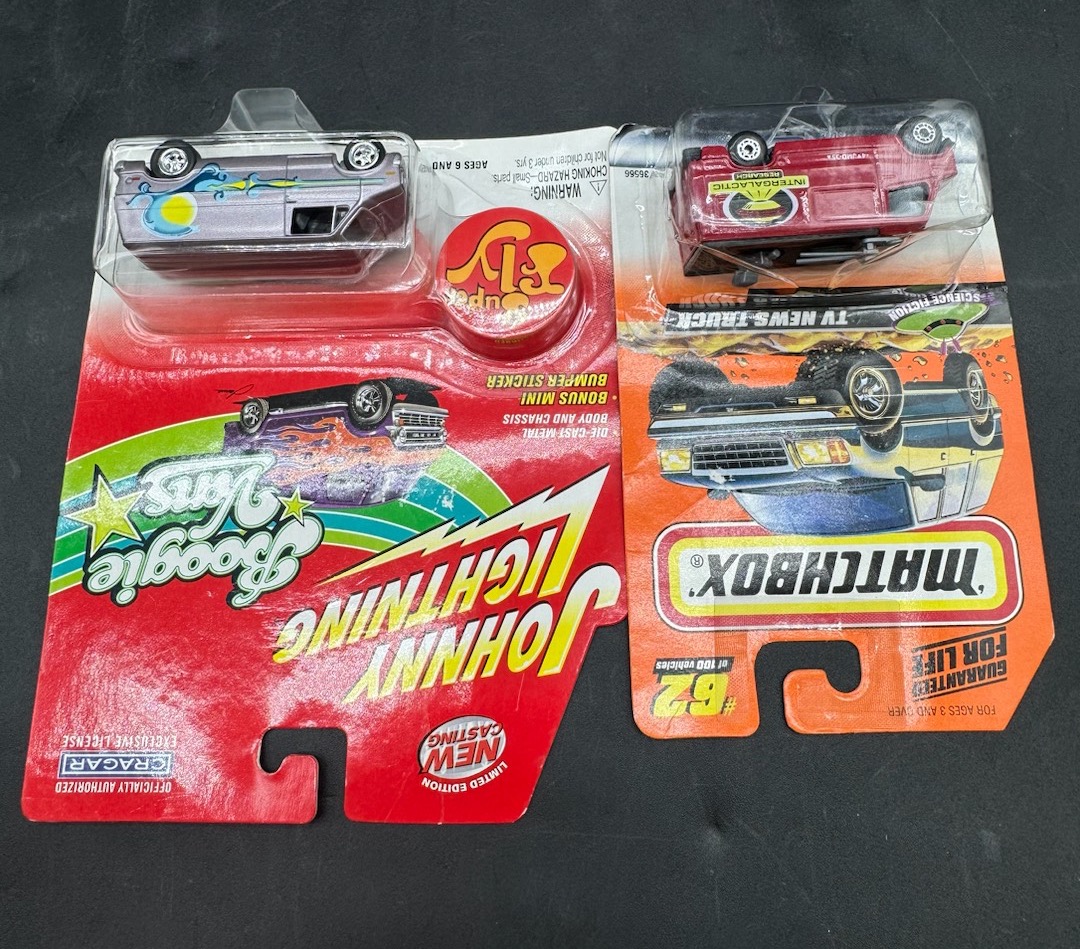 LIMITED EDITION
NEW
CASTING
OFFICIALLY AUTHORIZED
CRAGAR
EXCLUSIVE LICENSE
JOHNNY
LIGHTNING
Boogie
Vans
DIE-CAST METAL
BODY AND CHASSIS
• BONUS MINI
BUMPER STICKER
Super
Fly
WARNING:
CHOKING HAZARD—Small parts.
Not for children under 3 yrs.
AGES 6 AND
FOR AGES 3 AND OVER
GUARANTEED
FOR LIFE
#62
of 100 vehicles
'MATCHBOX'®
SCIENCE FICTION
TV NEWS TRUCK
INTERGALACTIC
RESEARCH
36566